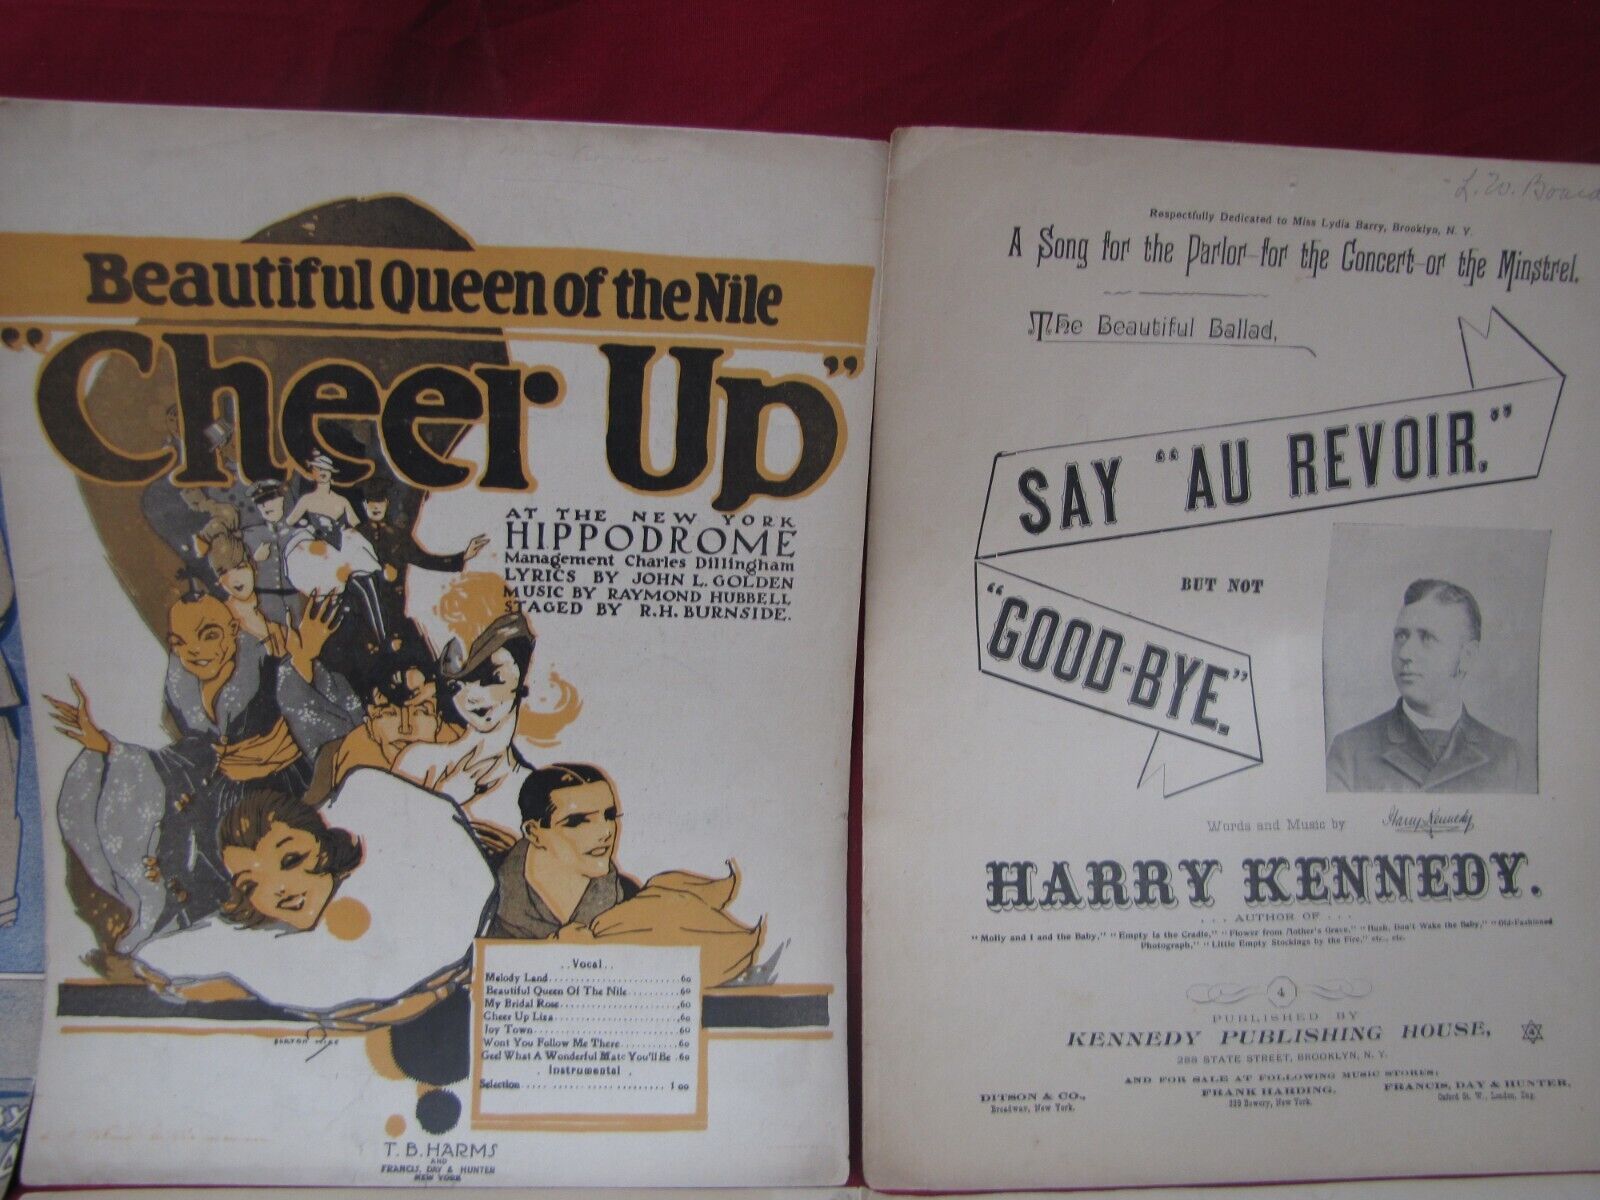 Beautiful Queen of the Nile
"Cheer Up"
AT THE NEW YORK
HIPPODROME
Management Charles Dillingham
LYRICS BY JOHN L. GOLDEN
MUSIC BY RAYMOND HUBBELL
STAGED BY R.H. BURNSIDE.
..Vocal..
Melody Land .60
Beautiful Queen Of The Nile .60
My Bridal Rose .60
Cheer Up Liza .60
Joy Town .60
Wont You Follow Me There .60
Gee! What A Wonderful Mate You'll Be .60
. Instrumental .
Selection 1 00
BURTON RICE
T. B. HARMS
AND
FRANCIS, DAY & HUNTER
NEW YORK
L. W. Board
Respectfully Dedicated to Miss Lydia Barry, Brooklyn, N. Y.
A Song for the Parlor-for the Concert-or the Minstrel.
The Beautiful Ballad,
SAY "AU REVOIR,"
BUT NOT
"GOOD-BYE."
Words and Music by Harry Kennedy
HARRY KENNEDY.
... AUTHOR OF ...
"Molly and I and the Baby," "Empty is the Cradle," "Flower from Mother's Grave," "Hush, Don't Wake the Baby," "Old-Fashioned
Photograph," "Little Empty Stockings by the Fire," etc., etc.
4
PUBLISHED BY
KENNEDY PUBLISHING HOUSE,
288 STATE STREET, BROOKLYN, N. Y.
AND FOR SALE AT FOLLOWING MUSIC STORES:
DITSON & CO., FRANK HARDING. FRANCIS, DAY & HUNTER,
Broadway, New York. 229 Bowery, New York. Oxford St. W., London, Eng.